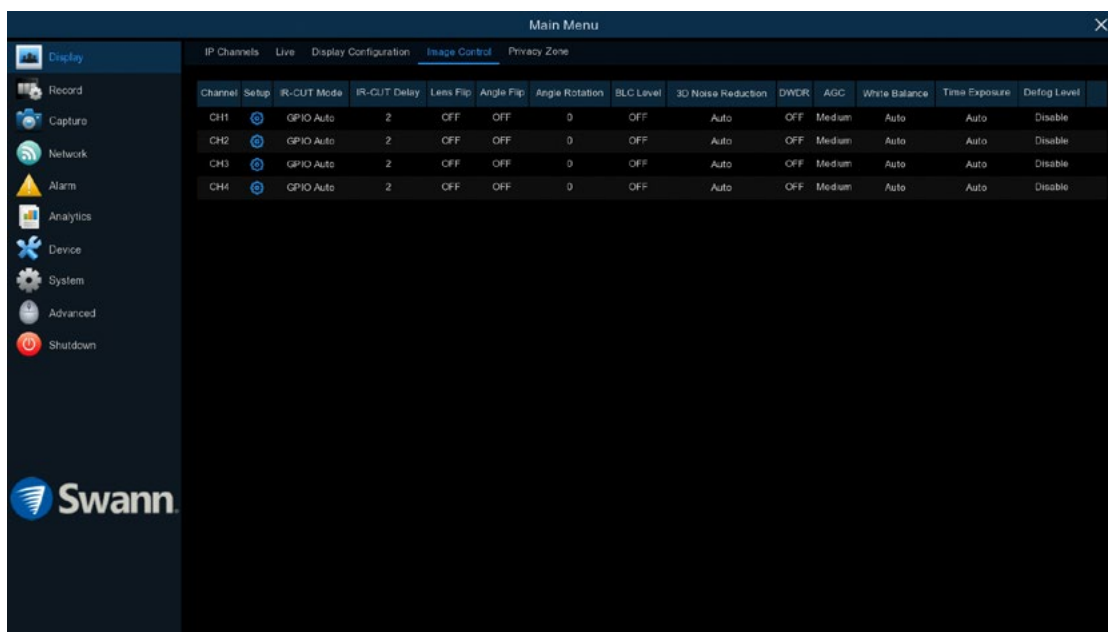 Main Menu
Display
Record
Capture
Network
Alarm
Analytics
Device
System
Advanced
Shutdown
Swann
IP Channels Live Display Configuration Image Control Privacy Zone
Channel Setup IR-CUT Mode IR-CUT Delay Lens Flip Angle Flip Angle Rotation BLC Level 3D Noise Reduction DWDR AGC White Balance Time Exposure Defog Level
CH1 GPIO Auto 2 OFF OFF 0 OFF Auto OFF Medium Auto Auto Disable
CH2 GPIO Auto 2 OFF OFF 0 OFF Auto OFF Medium Auto Auto Disable
CH3 GPIO Auto 2 OFF OFF 0 OFF Auto OFF Medium Auto Auto Disable
CH4 GPIO Auto 2 OFF OFF 0 OFF Auto OFF Medium Auto Auto Disable